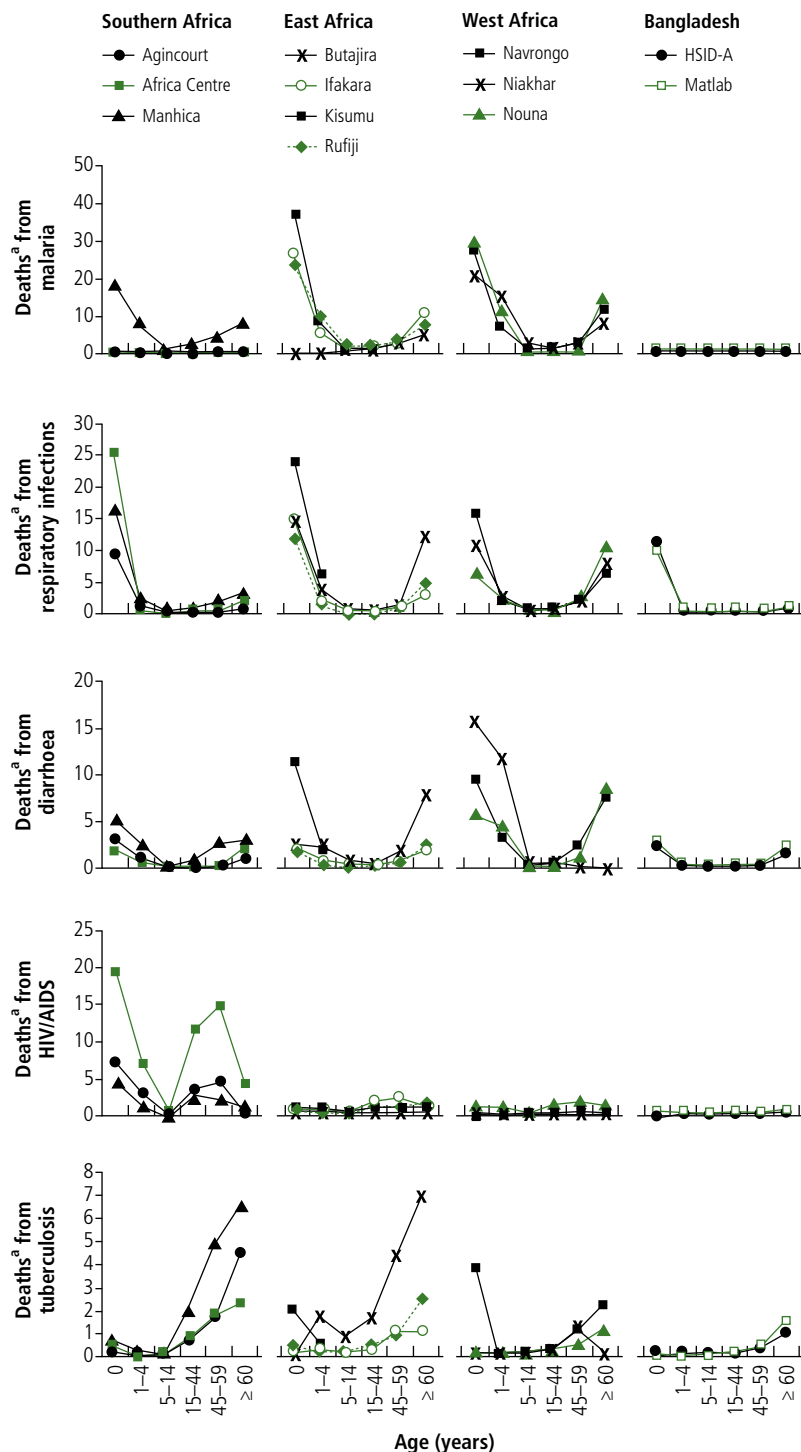 Southern Africa
Agincourt
Africa Centre
Manhica
East Africa
Butajira
Ifakara
Kisumu
Rufiji
West Africa
Navrongo
Niakhar
Nouna
Bangladesh
HSID-A
Matlab
Deathsᵃ from
malaria
50
40
30
20
10
0
Deathsᵃ from
respiratory infections
30
25
20
15
10
5
0
Deathsᵃ from
diarrhoea
20
15
10
5
0
Deathsᵃ from
HIV/AIDS
25
20
15
10
5
0
Deathsᵃ from
tuberculosis
8
7
6
5
4
3
2
1
0
0
1–4
5–14
15–44
45–59
≥ 60
0
1–4
5–14
15–44
45–59
≥ 60
0
1–4
5–14
15–44
45–59
≥ 60
0
1–4
5–14
15–44
45–59
≥ 60
Age (years)